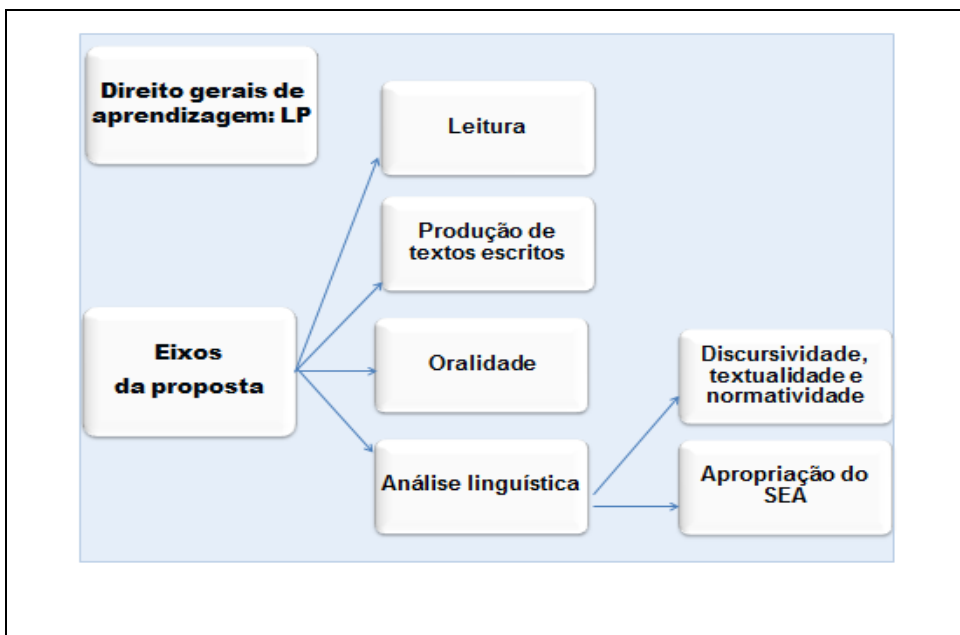 Direito gerais de
aprendizagem: LP
Leitura
Produção de
textos escritos
Eixos
da proposta
Oralidade
Análise linguística
Discursividade,
textualidade e
normatividade
Apropriação do
SEA